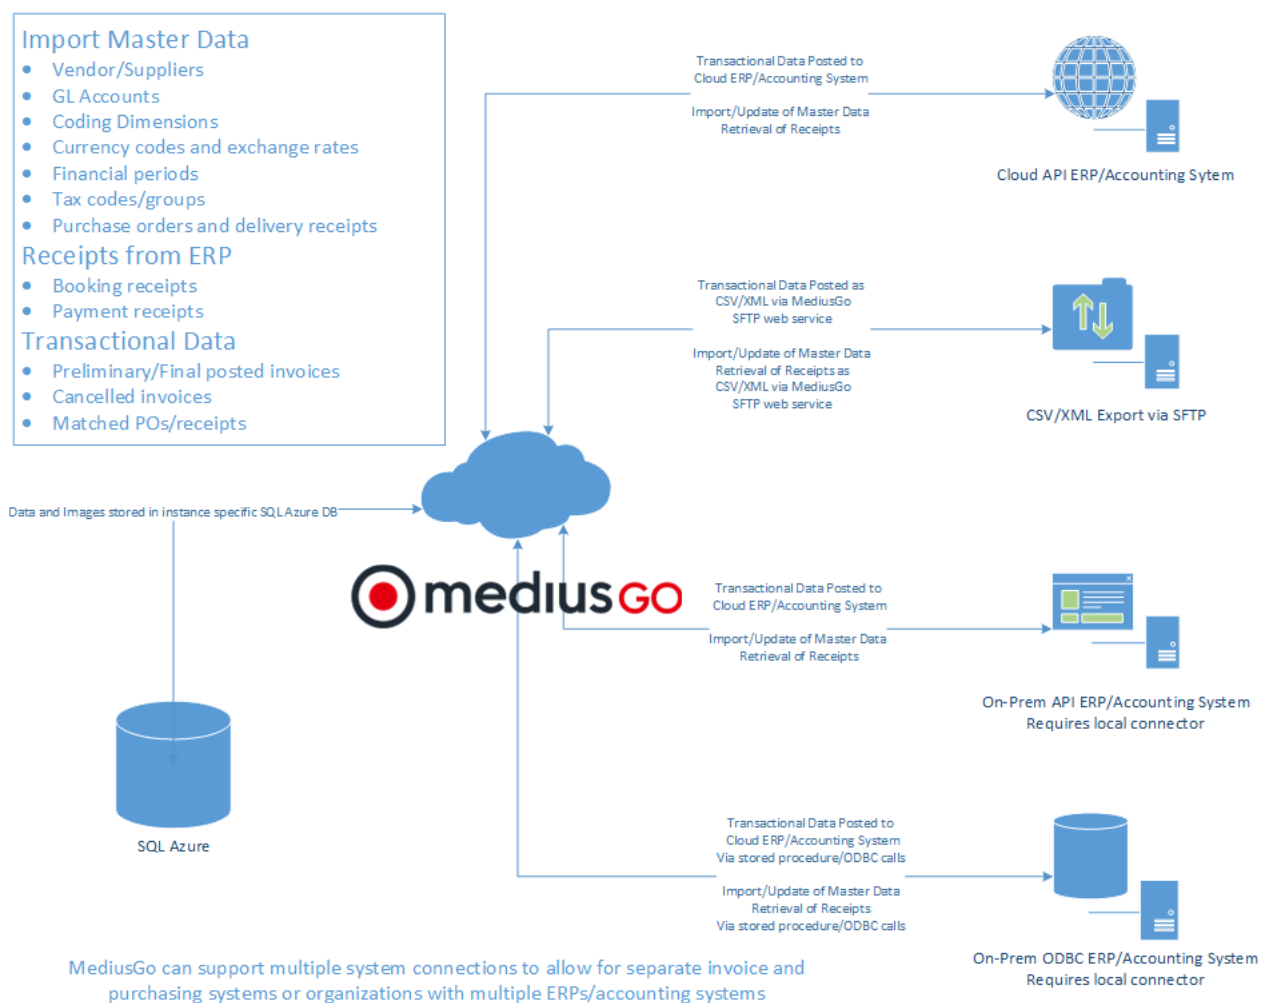 Import Master Data
• Vendor/Suppliers
• GL Accounts
• Coding Dimensions
• Currency codes and exchange rates
• Financial periods
• Tax codes/groups
• Purchase orders and delivery receipts
Receipts from ERP
• Booking receipts
• Payment receipts
Transactional Data
• Preliminary/Final posted invoices
• Cancelled invoices
• Matched POs/receipts
Transactional Data Posted to
Cloud ERP/Accounting System
Import/Update of Master Data
Retrieval of Receipts
Cloud API ERP/Accounting Sytem
Transactional Data Posted as
CSV/XML via MediusGo
SFTP web service
Import/Update of Master Data
Retrieval of Receipts as
CSV/XML via MediusGo
SFTP web service
CSV/XML Export via SFTP
Data and Images stored in instance specific SQL Azure DB
medius GO
Transactional Data Posted to
Cloud ERP/Accounting System
Import/Update of Master Data
Retrieval of Receipts
On-Prem API ERP/Accounting System
Requires local connector
SQL Azure
Transactional Data Posted to
Cloud ERP/Accounting System
Via stored procedure/ODBC calls
Import/Update of Master Data
Retrieval of Receipts
Via stored procedure/ODBC calls
On-Prem ODBC ERP/Accounting System
Requires local connector
MediusGo can support multiple system connections to allow for separate invoice and
purchasing systems or organizations with multiple ERPs/accounting systems